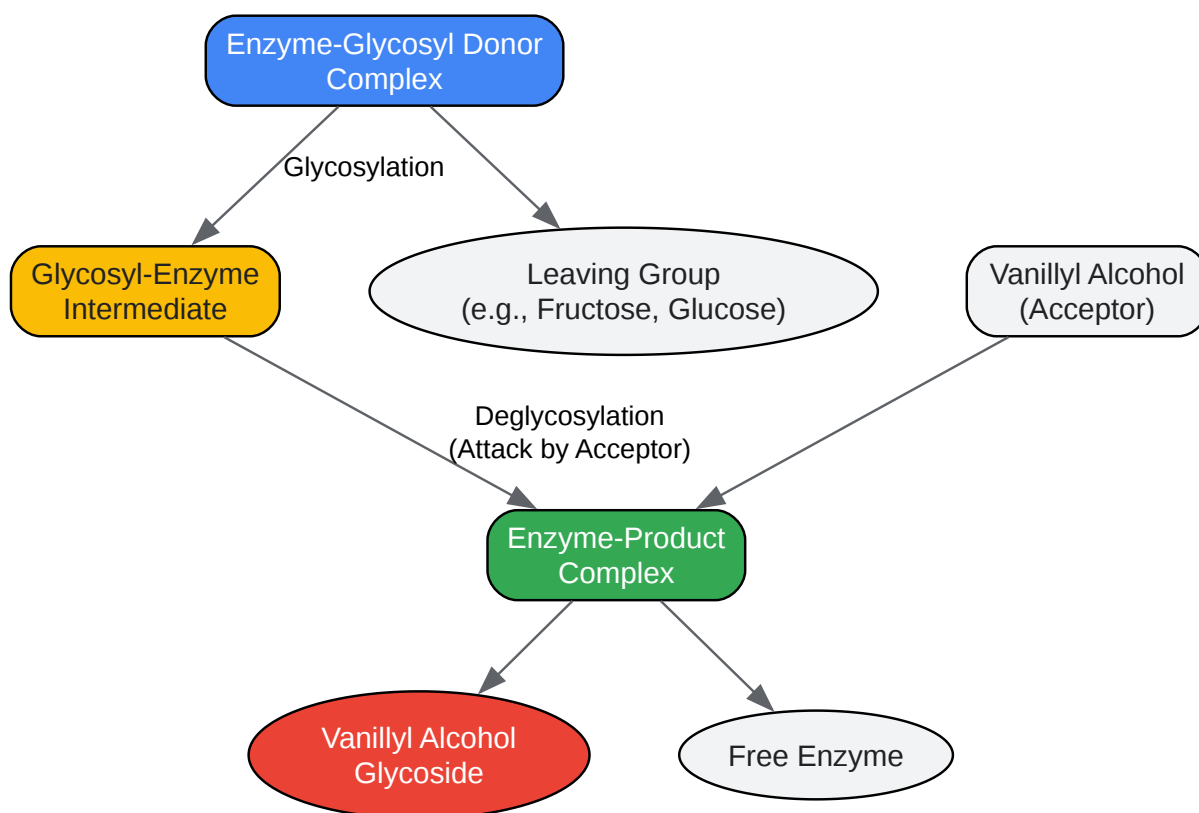 Enzyme-Glycosyl Donor
Complex
Glycosylation
Glycosyl-Enzyme
Intermediate
Leaving Group
(e.g., Fructose, Glucose)
Vanillyl Alcohol
(Acceptor)
Deglycosylation
(Attack by Acceptor)
Enzyme-Product
Complex
Vanillyl Alcohol
Glycoside
Free Enzyme